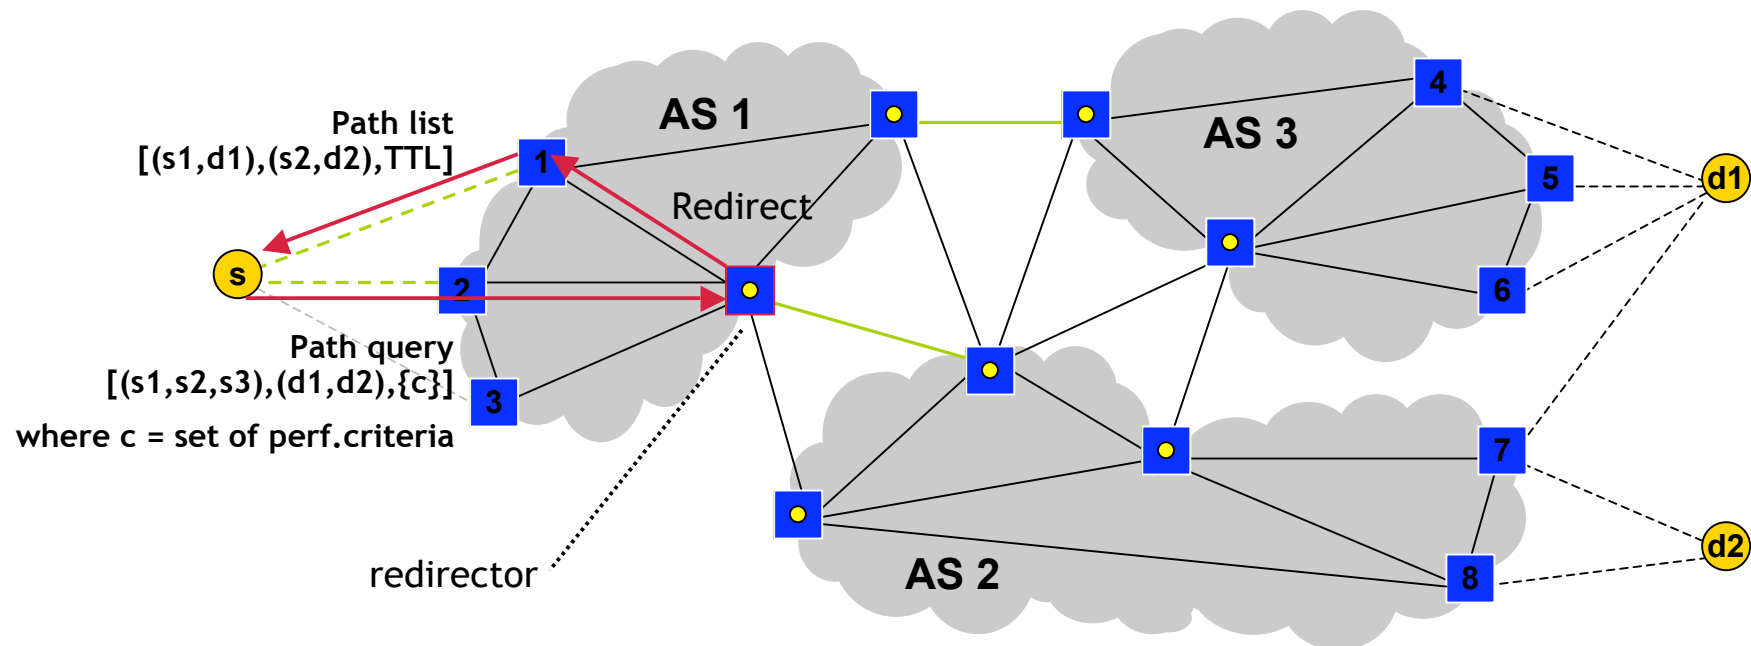 AS 1
AS 3
4
Path list
[(s1,d1),(s2,d2),TTL]
1
5
d1
Redirect
s
2
6
Path query
[(s1,s2,s3),(d1,d2),{c}]
3
where c = set of perf.criteria
7
redirector
AS 2
8
d2